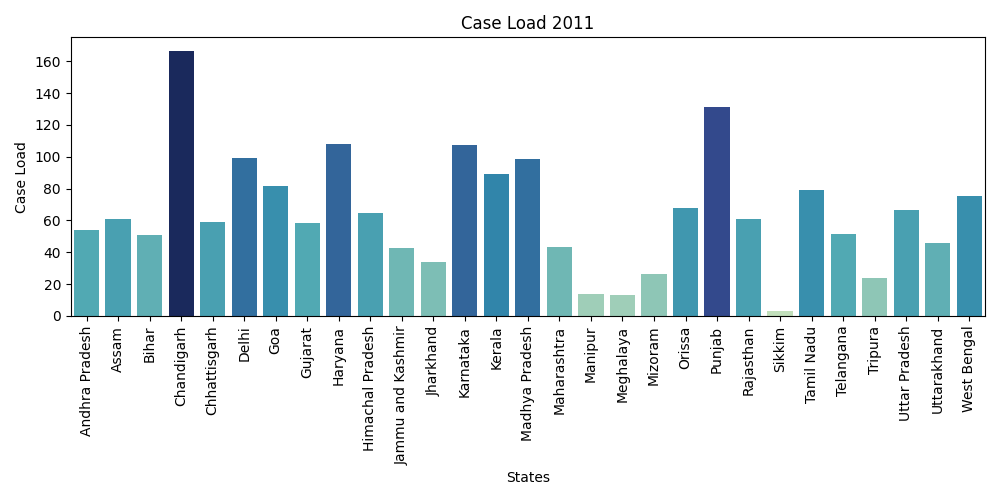 Case Load 2011
Case Load
160
140
120
100
80
60
40
20
0
Andhra Pradesh
Assam
Bihar
Chandigarh
Chhattisgarh
Delhi
Goa
Gujarat
Haryana
Himachal Pradesh
Jammu and Kashmir
Jharkhand
Karnataka
Kerala
Madhya Pradesh
Maharashtra
Manipur
Meghalaya
Mizoram
Orissa
Punjab
Rajasthan
Sikkim
Tamil Nadu
Telangana
Tripura
Uttar Pradesh
Uttarakhand
West Bengal
States